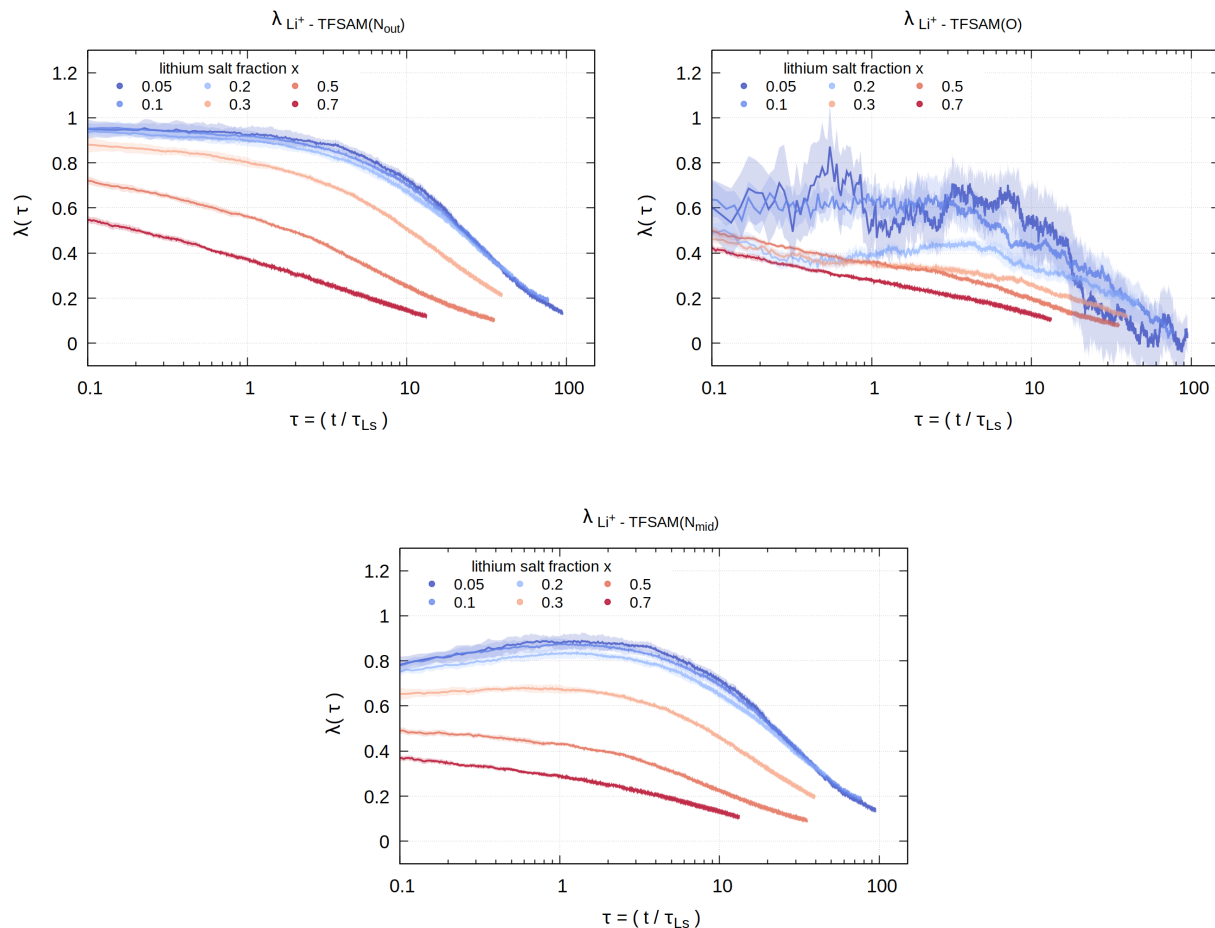 λ Li⁺ - TFSAM(N_out)
lithium salt fraction x
0.05 0.2 0.5
0.1 0.3 0.7
λ( τ )
1.2
1
0.8
0.6
0.4
0.2
0
0.1 1 10 100
τ = ( t / τ_Ls )
λ Li⁺ - TFSAM(O)
lithium salt fraction x
0.05 0.2 0.5
0.1 0.3 0.7
λ( τ )
1.2
1
0.8
0.6
0.4
0.2
0
0.1 1 10 100
τ = ( t / τ_Ls )
λ Li⁺ - TFSAM(N_mid)
lithium salt fraction x
0.05 0.2 0.5
0.1 0.3 0.7
λ( τ )
1.2
1
0.8
0.6
0.4
0.2
0
0.1 1 10 100
τ = ( t / τ_Ls )